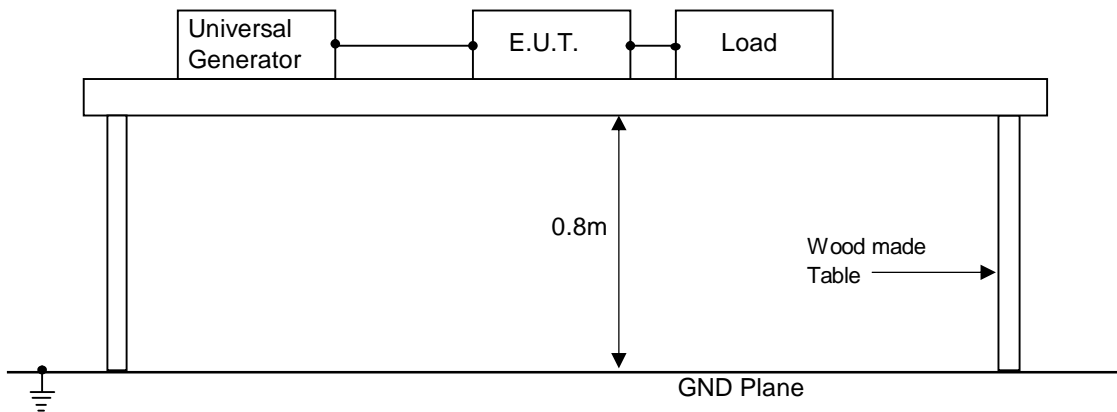 Universal
Generator
E.U.T.
Load
0.8m
Wood made
Table
GND Plane